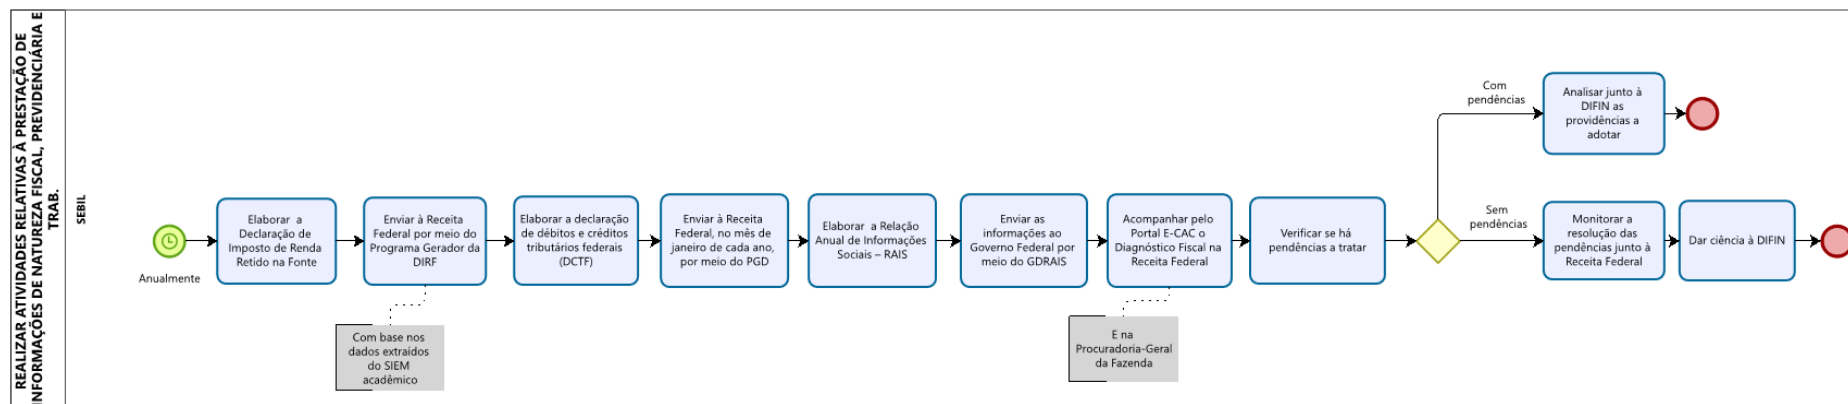 REALIZAR ATIVIDADES RELATIVAS À PRESTAÇÃO DE
INFORMAÇÕES DE NATUREZA FISCAL, PREVIDENCIÁRIA E
TRAB.
SEBIL
Anualmente
Elaborar a
Declaração de
Imposto de Renda
Retido na Fonte
Enviar à Receita
Federal por meio do
Programa Gerador da
DIRF
Com base nos
dados extraídos
do SIEM
acadêmico
Elaborar a declaração
de débitos e créditos
tributários federais
(DCTF)
Enviar à Receita
Federal, no mês de
janeiro de cada ano,
por meio do PGD
Elaborar a Relação
Anual de Informações
Sociais – RAIS
Enviar as
informações ao
Governo Federal por
meio do GDRAIS
Acompanhar pelo
Portal E-CAC o
Diagnóstico Fiscal na
Receita Federal
E na
Procuradoria-Geral
da Fazenda
Verificar se há
pendências a tratar
Com
pendências
Analisar junto à
DIFIN as
providências a
adotar
Sem
pendências
Monitorar a
resolução das
pendências junto à
Receita Federal
Dar ciência à DIFIN